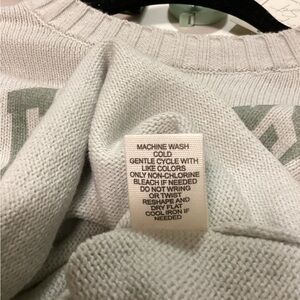 MACHINE WASH
COLD
GENTLE CYCLE WITH
LIKE COLORS
ONLY NON-CHLORINE
BLEACH IF NEEDED
DO NOT WRING
OR TWIST
RESHAPE AND
DRY FLAT
COOL IRON IF
NEEDED